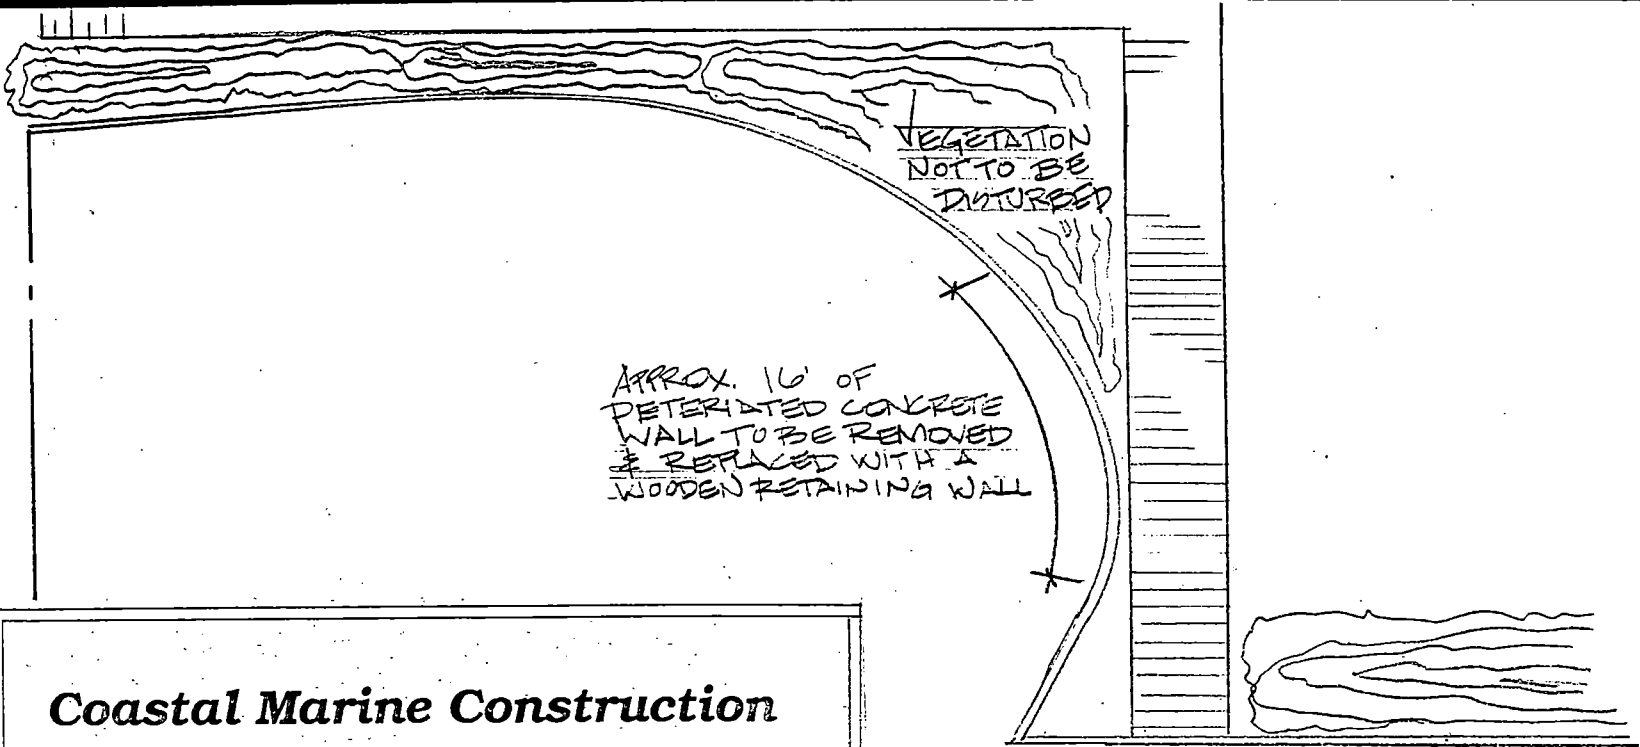 VEGETATION
NOT TO BE
DISTURBED
APPROX. 16' OF
DETERIATED CONCRETE
WALL TO BE REMOVED
& REPLACED WITH A
WOODEN RETAINING WALL
Coastal Marine Construction